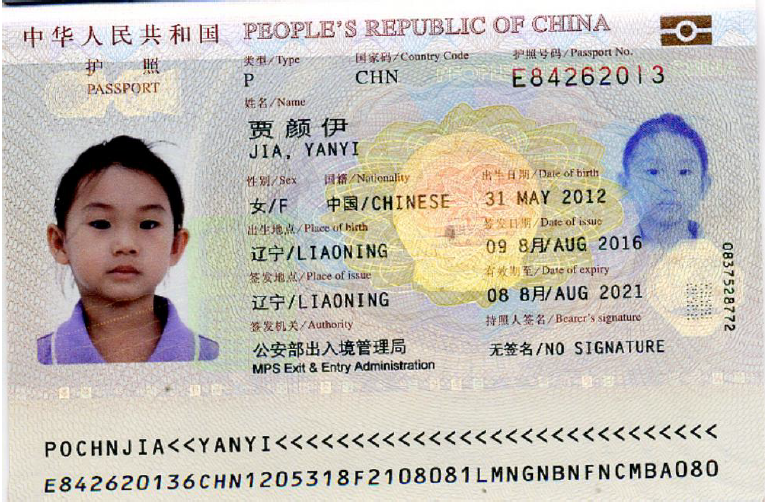 中华人民共和国 PEOPLE'S REPUBLIC OF CHINA
护 照
PASSPORT
类型/Type 国家码/Country Code 护照号码/Passport No.
P CHN E84262013
姓名/Name
贾颜伊
JIA, YANYI
性别/Sex 国籍/Nationality 出生日期/Date of birth
女/F 中国/CHINESE 31 MAY 2012
出生地点/Place of birth 签发日期/Date of issue
辽宁/LIAONING 09 8月/AUG 2016
签发地点/Place of issue 有效期至/Date of expiry
辽宁/LIAONING 08 8月/AUG 2021
签发机关/Authority 持照人签名/Bearer's signature
公安部出入境管理局 无签名/NO SIGNATURE
MPS Exit & Entry Administration
0837528772
POCHNJIA<<YANYI<<<<<<<<<<<<<<<<<<<<<<<<<<<<<
E842620136CHN1205318F2108081LMNGNBNFNCMBA080